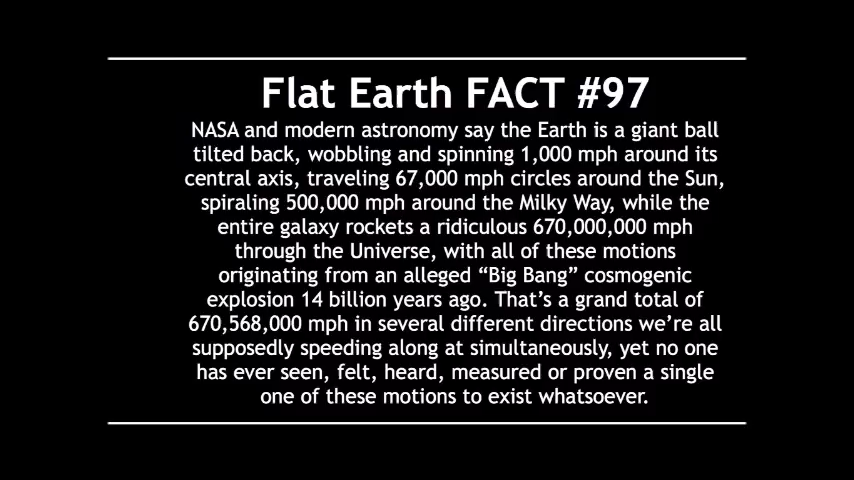 Flat Earth FACT #97
NASA and modern astronomy say the Earth is a giant ball
tilted back, wobbling and spinning 1,000 mph around its
central axis, traveling 67,000 mph circles around the Sun,
spiraling 500,000 mph around the Milky Way, while the
entire galaxy rockets a ridiculous 670,000,000 mph
through the Universe, with all of these motions
originating from an alleged “Big Bang” cosmogenic
explosion 14 billion years ago. That’s a grand total of
670,568,000 mph in several different directions we’re all
supposedly speeding along at simultaneously, yet no one
has ever seen, felt, heard, measured or proven a single
one of these motions to exist whatsoever.